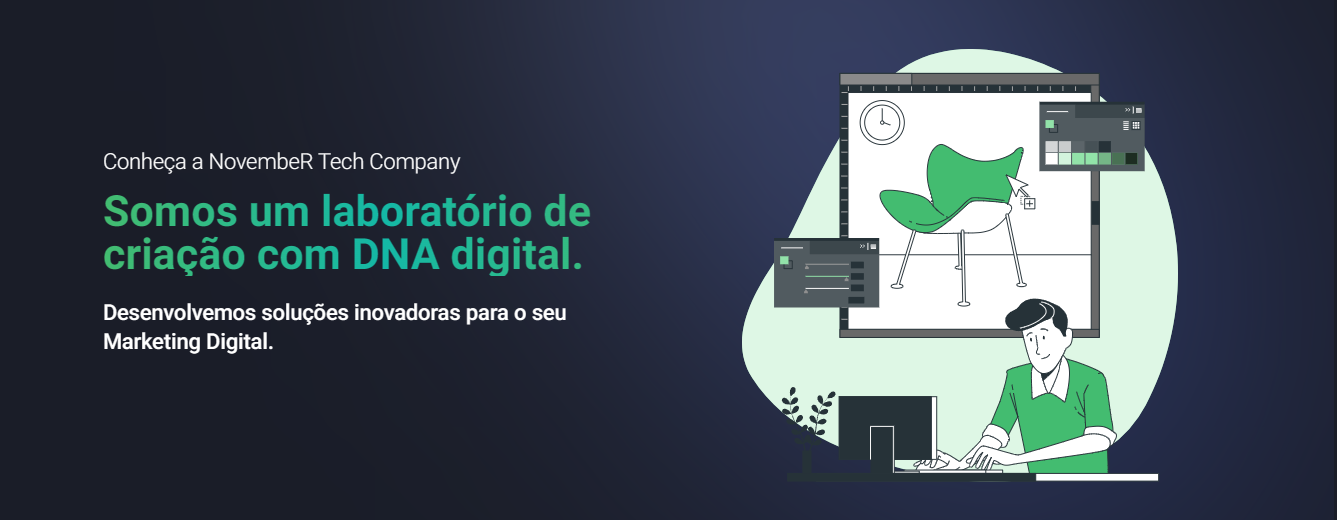 Conheça a NovembeR Tech Company
Somos um laboratório de
criação com DNA digital.
Desenvolvemos soluções inovadoras para o seu
Marketing Digital.